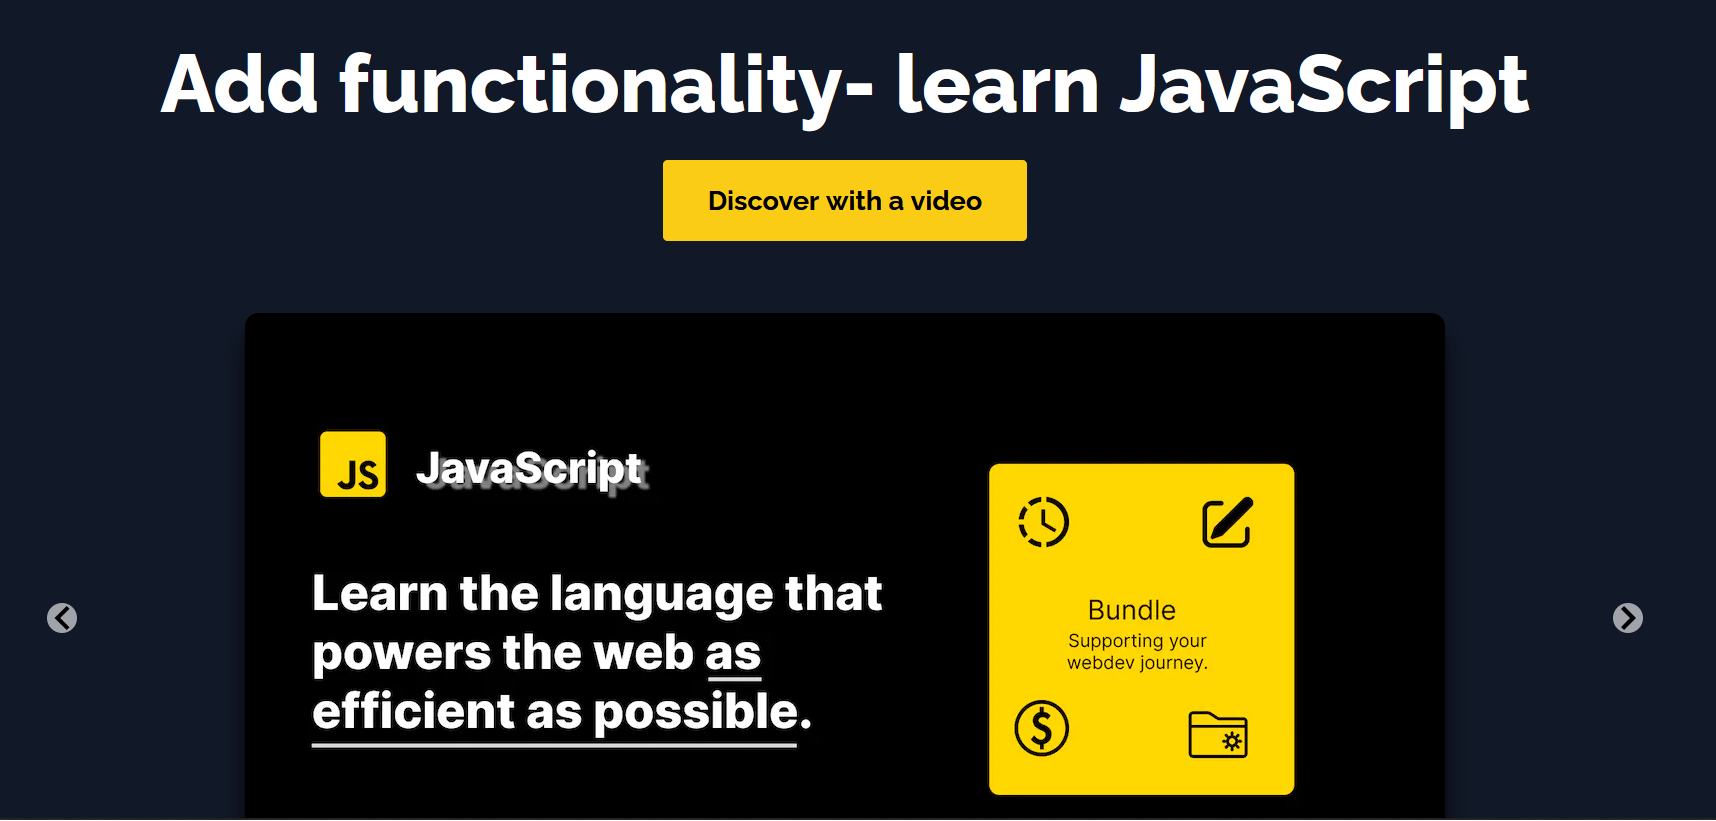 Add functionality- learn JavaScript
Discover with a video
JS
JavaScript
Learn the language that
powers the web as
efficient as possible.
Bundle
Supporting your
webdev journey.
$